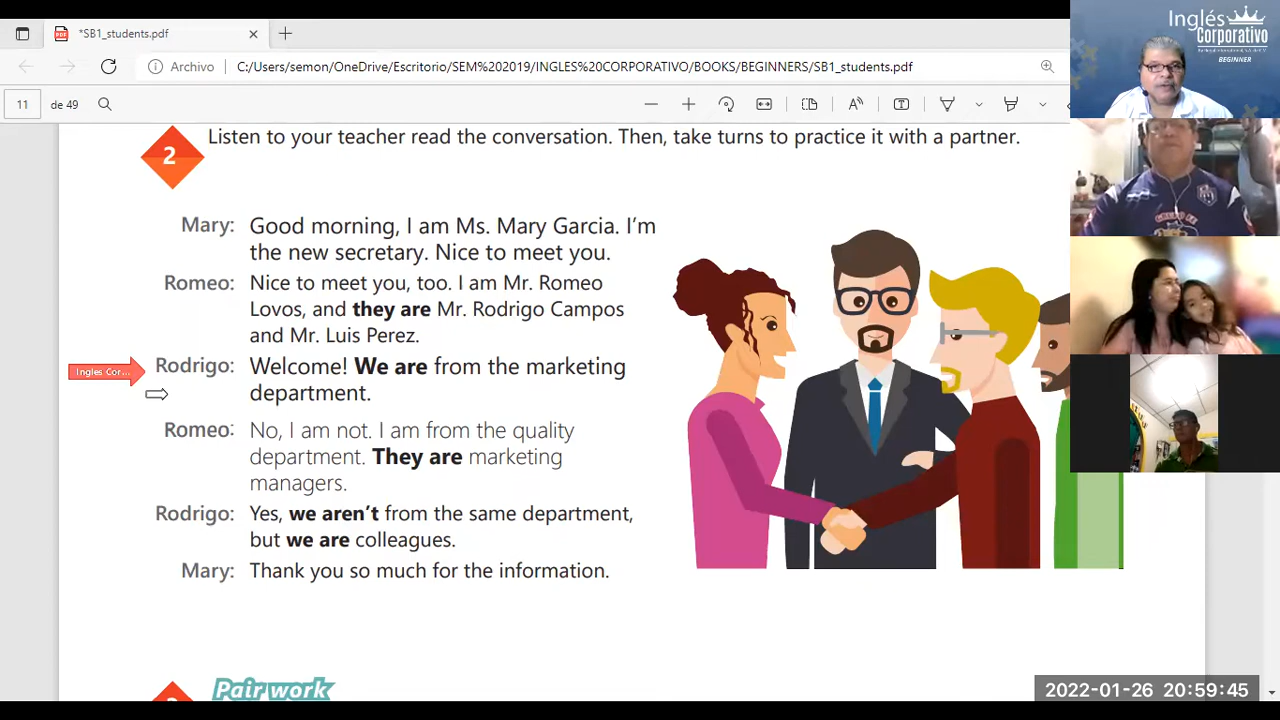 *SB1_students.pdf
Archivo
C:/Users/semon/OneDrive/Escritorio/SEM%202019/INGLES%20CORPORATIVO/BOOKS/BEGINNERS/SB1_students.pdf
11 de 49
Inglés
Corporativo
BEGINNER
2
Listen to your teacher read the conversation. Then, take turns to practice it with a partner.
Mary: Good morning, I am Ms. Mary Garcia. I'm
the new secretary. Nice to meet you.
Romeo: Nice to meet you, too. I am Mr. Romeo
Lovos, and they are Mr. Rodrigo Campos
and Mr. Luis Perez.
Ingles Cor...
Rodrigo: Welcome! We are from the marketing
department.
Romeo: No, I am not. I am from the quality
department. They are marketing
managers.
Rodrigo: Yes, we aren't from the same department,
but we are colleagues.
Mary: Thank you so much for the information.
Pair work
2022-01-26 20:59:45